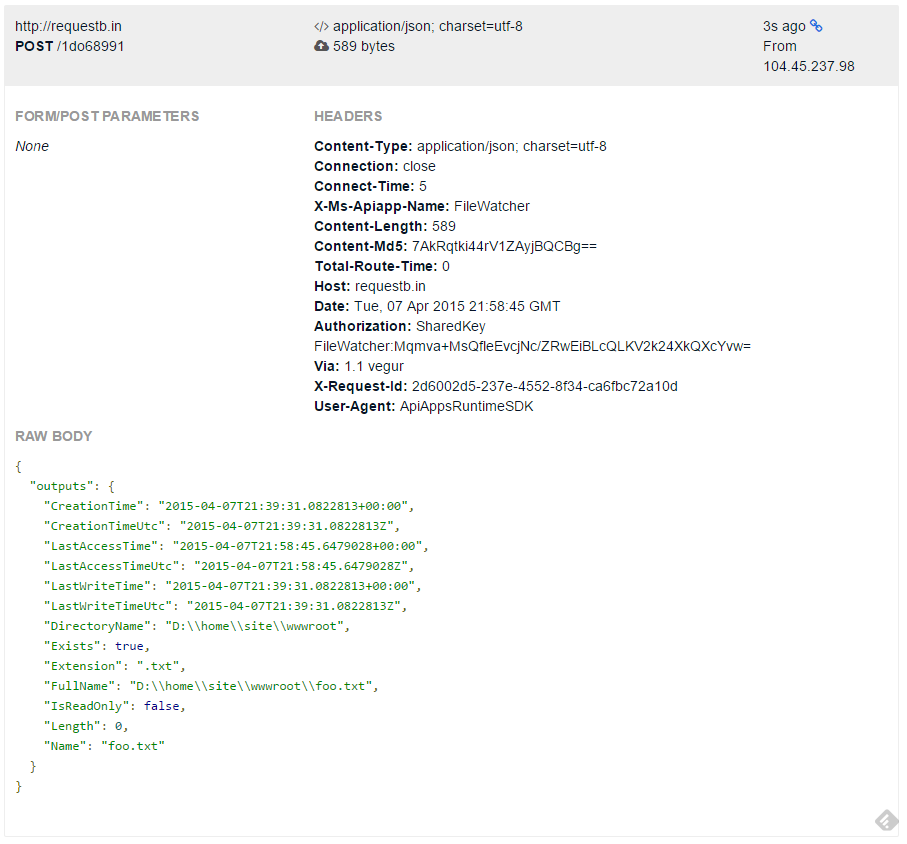 http://requestb.in
POST /1do68991
application/json; charset=utf-8
589 bytes
3s ago
From
104.45.237.98
FORM/POST PARAMETERS
None
HEADERS
Content-Type: application/json; charset=utf-8
Connection: close
Connect-Time: 5
X-Ms-Apiapp-Name: FileWatcher
Content-Length: 589
Content-Md5: 7AkRqtki44rV1ZAyjBQCBg==
Total-Route-Time: 0
Host: requestb.in
Date: Tue, 07 Apr 2015 21:58:45 GMT
Authorization: SharedKey
FileWatcher:Mqmva+MsQfleEvcjNc/ZRwEiBLcQLKV2k24XkQXcYvw=
Via: 1.1 vegur
X-Request-Id: 2d6002d5-237e-4552-8f34-ca6fbc72a10d
User-Agent: ApiAppsRuntimeSDK
RAW BODY
{
  "outputs": {
    "CreationTime": "2015-04-07T21:39:31.0822813+00:00",
    "CreationTimeUtc": "2015-04-07T21:39:31.0822813Z",
    "LastAccessTime": "2015-04-07T21:58:45.6479028+00:00",
    "LastAccessTimeUtc": "2015-04-07T21:58:45.6479028Z",
    "LastWriteTime": "2015-04-07T21:39:31.0822813+00:00",
    "LastWriteTimeUtc": "2015-04-07T21:39:31.0822813Z",
    "DirectoryName": "D:\\home\\site\\wwwroot",
    "Exists": true,
    "Extension": ".txt",
    "FullName": "D:\\home\\site\\wwwroot\\foo.txt",
    "IsReadOnly": false,
    "Length": 0,
    "Name": "foo.txt"
  }
}